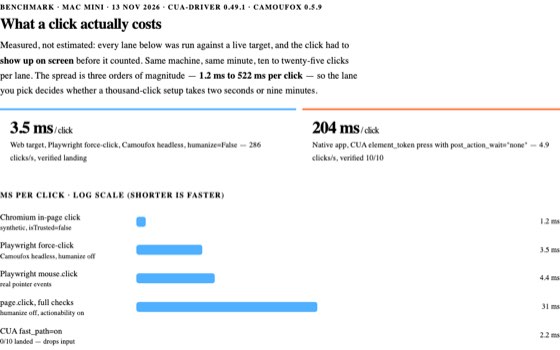 BENCHMARK · MAC MINI · 13 NOV 2026 · CUA-DRIVER 0.49.1 · CAMOUFOX 0.5.9
What a click actually costs
Measured, not estimated: every lane below was run against a live target, and the click had to
show up on screen before it counted. Same machine, same minute, ten to twenty-five clicks
per lane. The spread is three orders of magnitude — 1.2 ms to 522 ms per click — so the lane
you pick decides whether a thousand-click setup takes two seconds or nine minutes.
3.5 ms/click
Web target, Playwright force-click, Camoufox headless, humanize=False — 286
clicks/s, verified landing
204 ms/click
Native app, CUA element_token press with post_action_wait="none" — 4.9
clicks/s, verified 10/10
MS PER CLICK · LOG SCALE (SHORTER IS FASTER)
Chromium in-page click
synthetic, isTrusted=false
1.2 ms
Playwright force-click
Camoufox headless, humanize off
3.5 ms
Playwright mouse.click
real pointer events
4.4 ms
page.click, full checks
humanize off, actionability on
31 ms
CUA fast_path=on
0/10 landed — drops input
2.2 ms